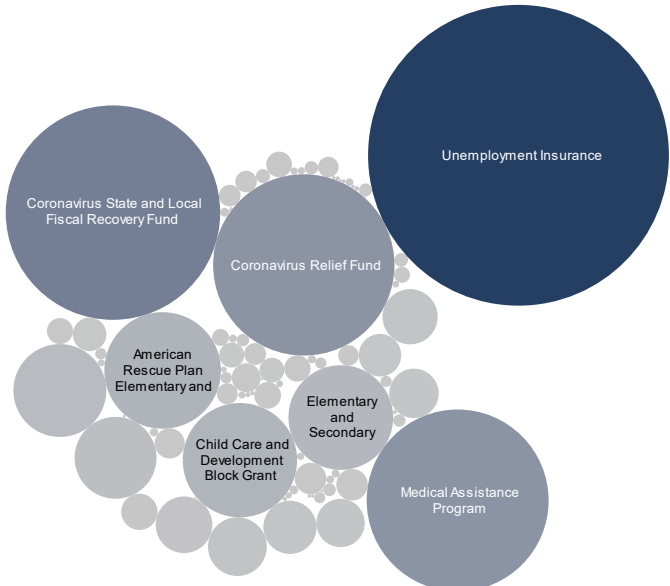 Unemployment Insurance
Coronavirus State and Local
Fiscal Recovery Fund
Coronavirus Relief Fund
American
Rescue Plan
Elementary and
Elementary
and
Secondary
Child Care and
Development
Block Grant
Medical Assistance
Program